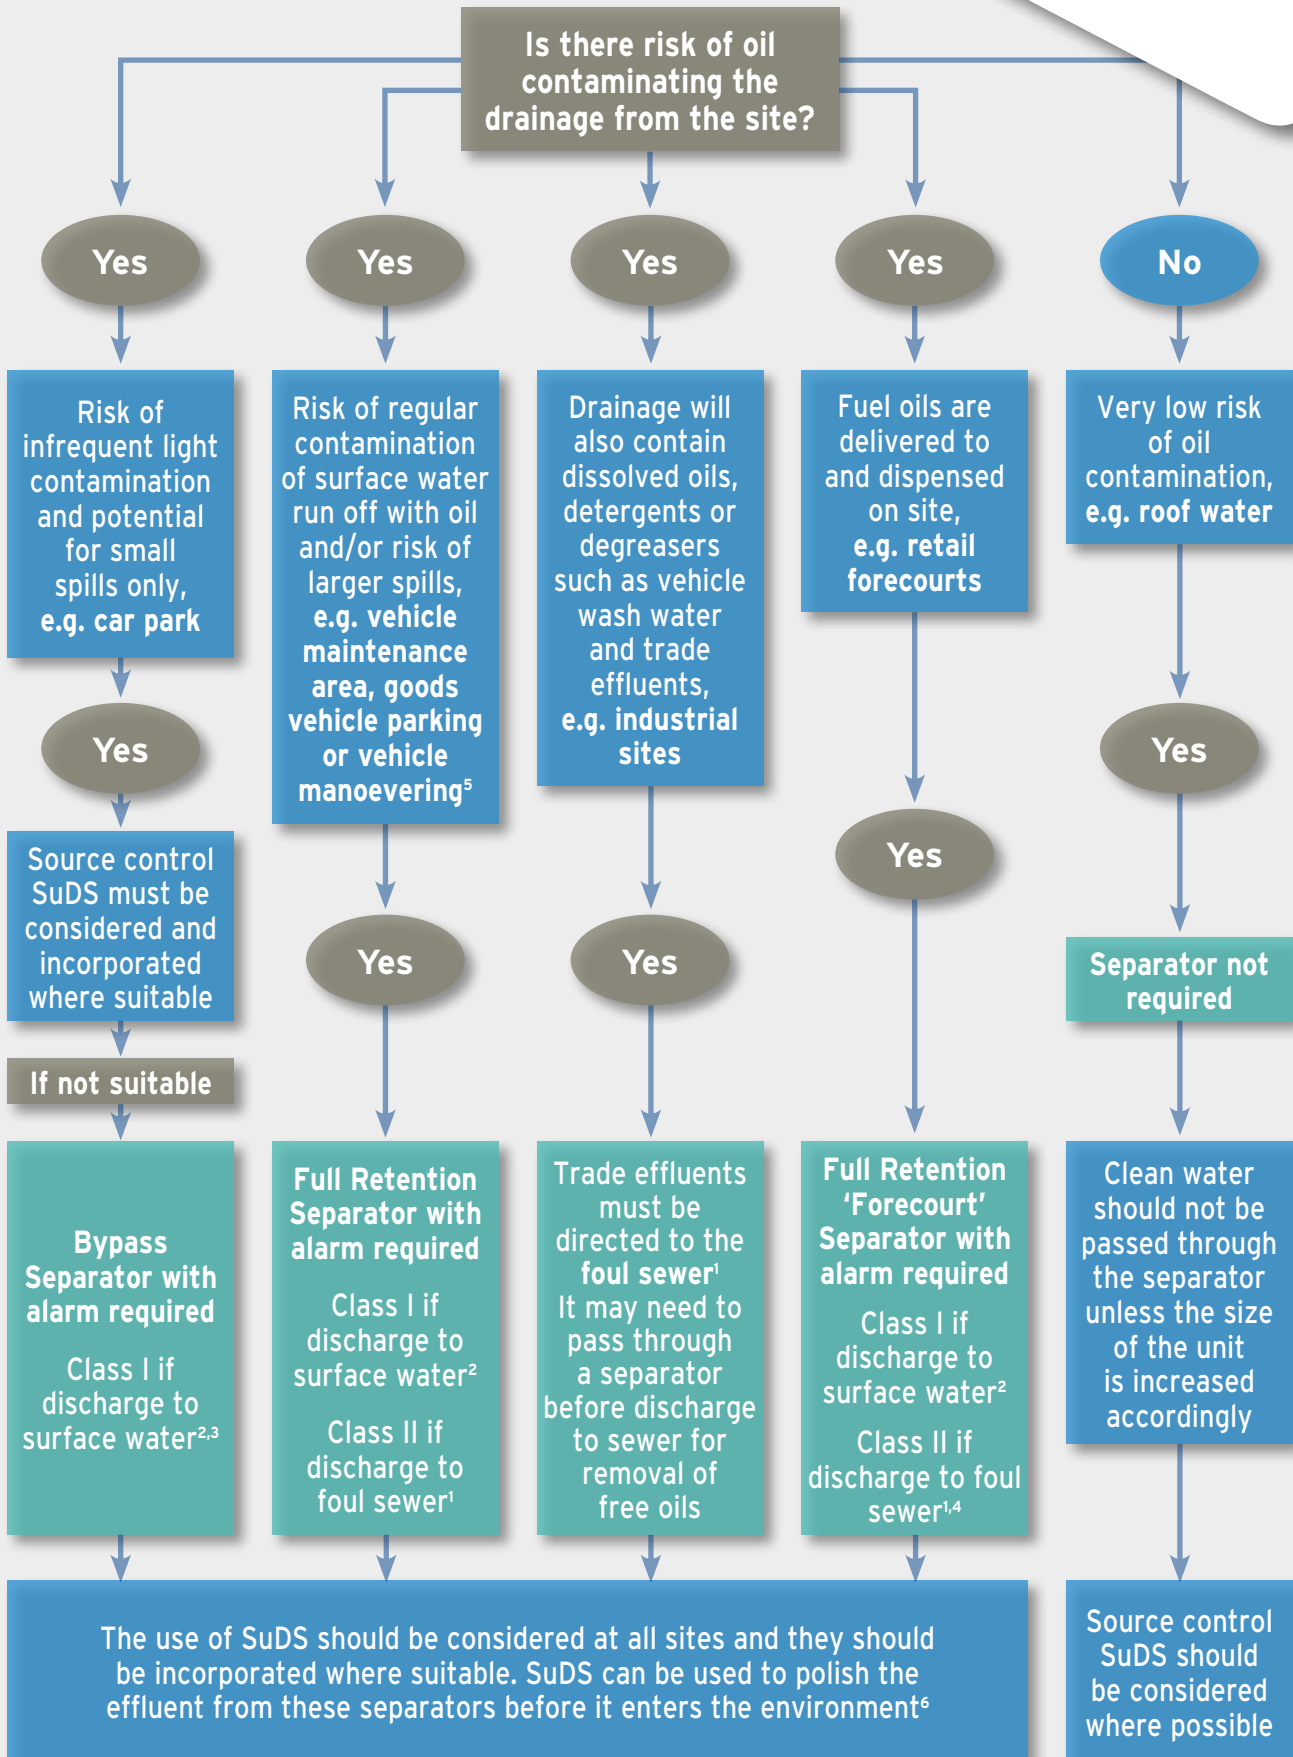 Is there risk of oil
contaminating the
drainage from the site?
Yes
Yes
Yes
Yes
No
Risk of
infrequent light
contamination
and potential
for small
spills only,
e.g. car park
Yes
Source control
SuDS must be
considered and
incorporated
where suitable
If not suitable
Bypass
Separator with
alarm required
Class I if
discharge to
surface water²,³
Risk of regular
contamination
of surface water
run off with oil
and/or risk of
larger spills,
e.g. vehicle
maintenance
area, goods
vehicle parking
or vehicle
manoevering⁵
Yes
Full Retention
Separator with
alarm required
Class I if
discharge to
surface water²
Class II if
discharge to
foul sewer¹
Drainage will
also contain
dissolved oils,
detergents or
degreasers
such as vehicle
wash water
and trade
effluents,
e.g. industrial
sites
Yes
Trade effluents
must be
directed to the
foul sewer¹
It may need to
pass through
a separator
before discharge
to sewer for
removal of
free oils
Fuel oils are
delivered to
and dispensed
on site,
e.g. retail
forecourts
Yes
Full Retention
‘Forecourt’
Separator with
alarm required
Class I if
discharge to
surface water²
Class II if
discharge to foul
sewer¹,⁴
Very low risk
of oil
contamination,
e.g. roof water
Yes
Separator not
required
Clean water
should not be
passed through
the separator
unless the size
of the unit
is increased
accordingly
The use of SuDS should be considered at all sites and they should
be incorporated where suitable. SuDS can be used to polish the
effluent from these separators before it enters the environment⁶
Source control
SuDS should
be considered
where possible